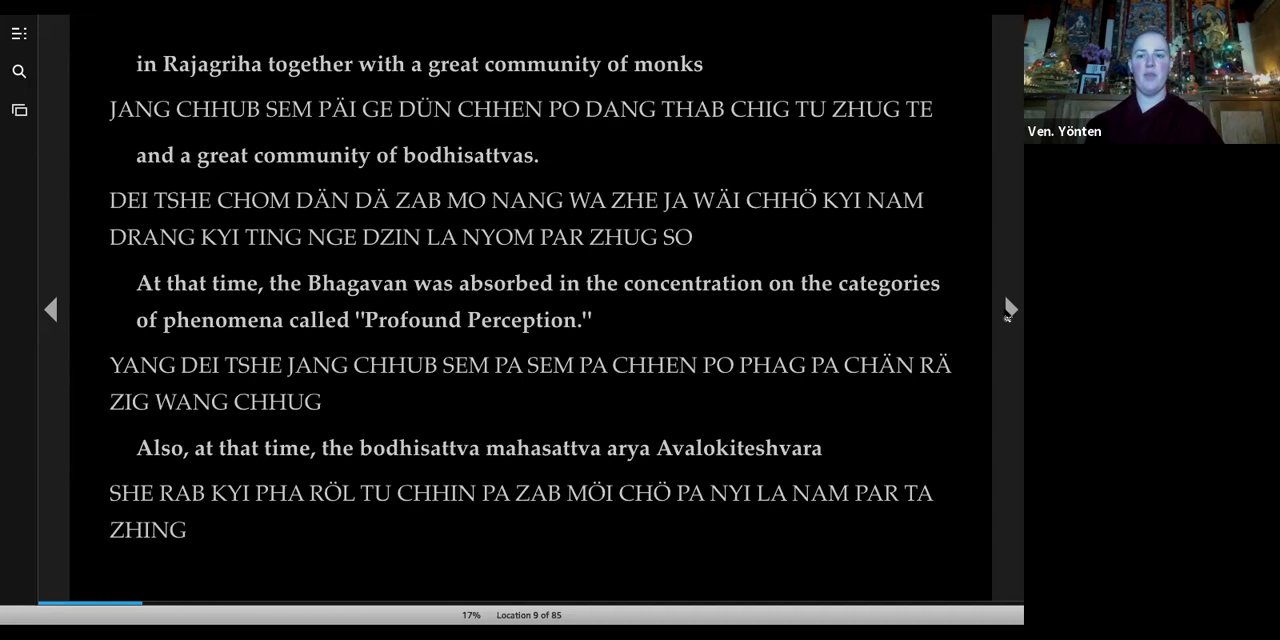 in Rajagriha together with a great community of monks
JANG CHHUB SEM PÄI GE DÜN CHHEN PO DANG THAB CHIG TU ZHUG TE
and a great community of bodhisattvas.
DEI TSHE CHOM DÄN DÄ ZAB MO NANG WA ZHE JA WÄI CHHÖ KYI NAM
DRANG KYI TING NGE DZIN LA NYOM PAR ZHUG SO
At that time, the Bhagavan was absorbed in the concentration on the categories
of phenomena called "Profound Perception."
YANG DEI TSHE JANG CHHUB SEM PA SEM PA CHHEN PO PHAG PA CHÄN RÄ
ZIG WANG CHHUG
Also, at that time, the bodhisattva mahasattva arya Avalokiteshvara
SHE RAB KYI PHA RÖL TU CHHIN PA ZAB MÖI CHÖ PA NYI LA NAM PAR TA
ZHING
17% Location 9 of 85
Ven. Yönten